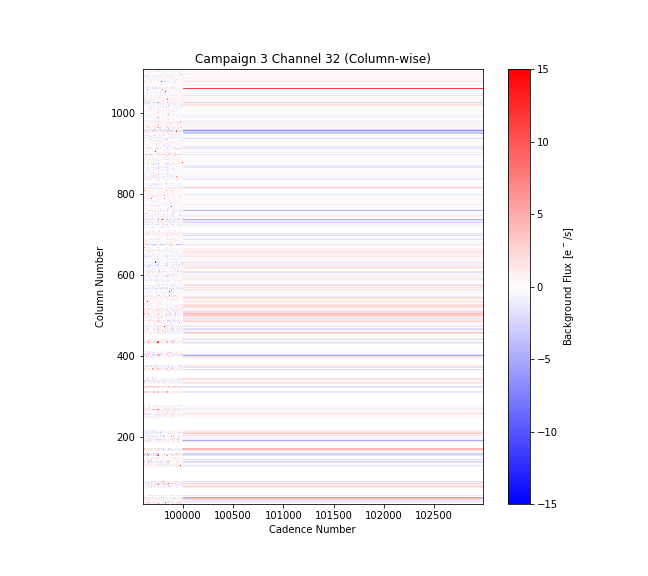 Campaign 3 Channel 32 (Column-wise)
1000
800
600
400
200
Column Number
100000 100500 101000 101500 102000 102500
Cadence Number
15
10
5
0
−5
−10
−15
Background Flux [e⁻/s]